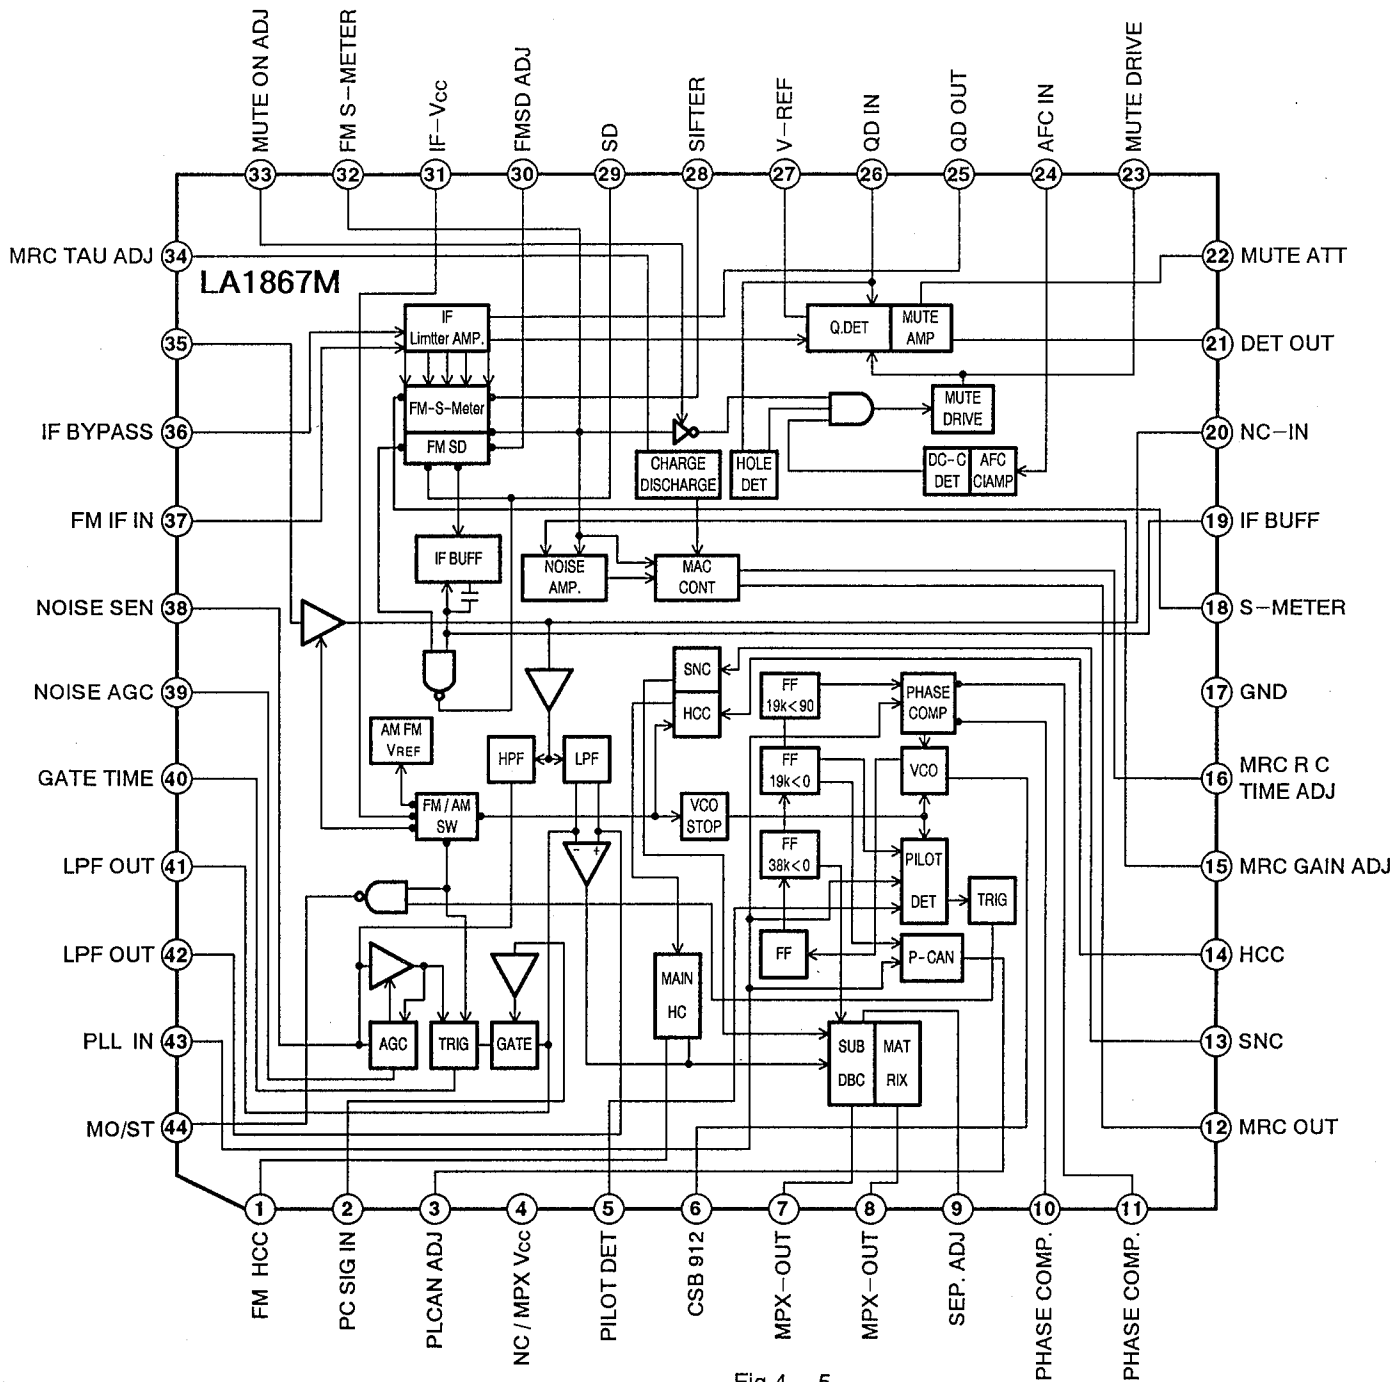 MUTE ON ADJ
FM S-METER
IF-Vcc
FMSD ADJ
SD
SIFTER
V-REF
QD IN
QD OUT
AFC IN
MUTE DRIVE
33
32
31
30
29
28
27
26
25
24
23
MRC TAU ADJ 34
LA1867M
22 MUTE ATT
35
IF
Limtter AMP.
Q.DET
MUTE
AMP
21 DET OUT
FM-S-Meter
FM SD
MUTE
DRIVE
IF BYPASS 36
20 NC-IN
CHARGE
DISCHARGE
HOLE
DET
DC-C
DET
AFC
CIAMP
FM IF IN 37
19 IF BUFF
IF BUFF
NOISE
AMP.
MAC
CONT
NOISE SEN 38
18 S-METER
SNC
HCC
FF
19k<90
PHASE
COMP
NOISE AGC 39
17 GND
AM FM
VREF
HPF
LPF
FF
19k<0
VCO
GATE TIME 40
16 MRC R C
TIME ADJ
FM / AM
SW
VCO
STOP
- +
FF
38k<0
PILOT
DET
TRIG
LPF OUT 41
15 MRC GAIN ADJ
FF
P-CAN
LPF OUT 42
14 HCC
MAIN
HC
PLL IN 43
AGC
TRIG
GATE
SUB
DBC
MAT
RIX
13 SNC
MO/ST 44
12 MRC OUT
1
2
3
4
5
6
7
8
9
10
11
FM HCC
PC SIG IN
PLCAN ADJ
NC / MPX Vcc
PILOT DET
CSB 912
MPX-OUT
MPX-OUT
SEP. ADJ
PHASE COMP.
PHASE COMP.
Fig 4 - 5